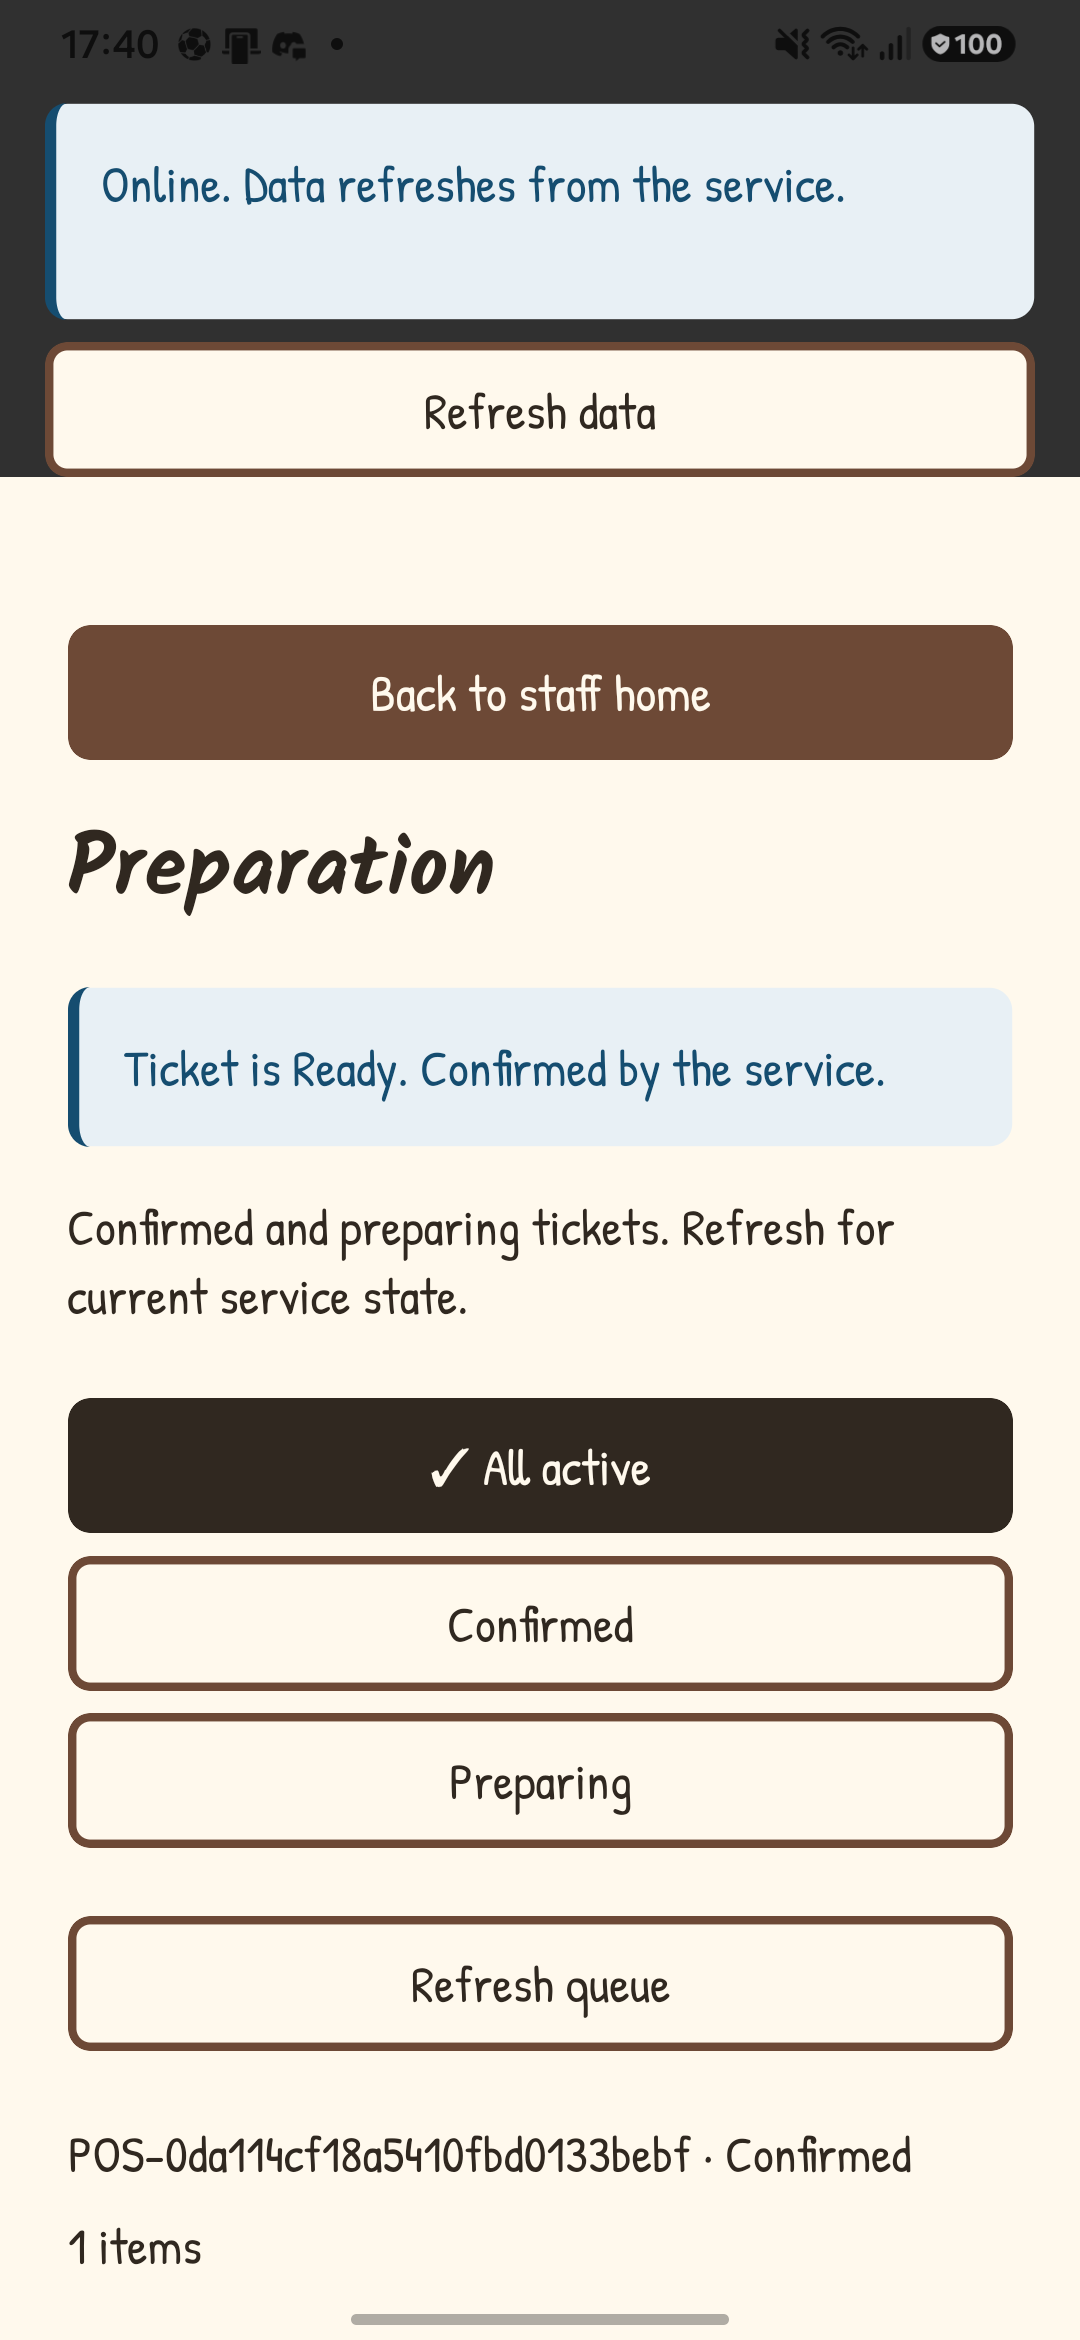 17:40
100
Online. Data refreshes from the service.
Refresh data
Back to staff home
Preparation
Ticket is Ready. Confirmed by the service.
Confirmed and preparing tickets. Refresh for
current service state.
✓ All active
Confirmed
Preparing
Refresh queue
POS-0da114cf18a5410fbd0133bebf · Confirmed
1 items